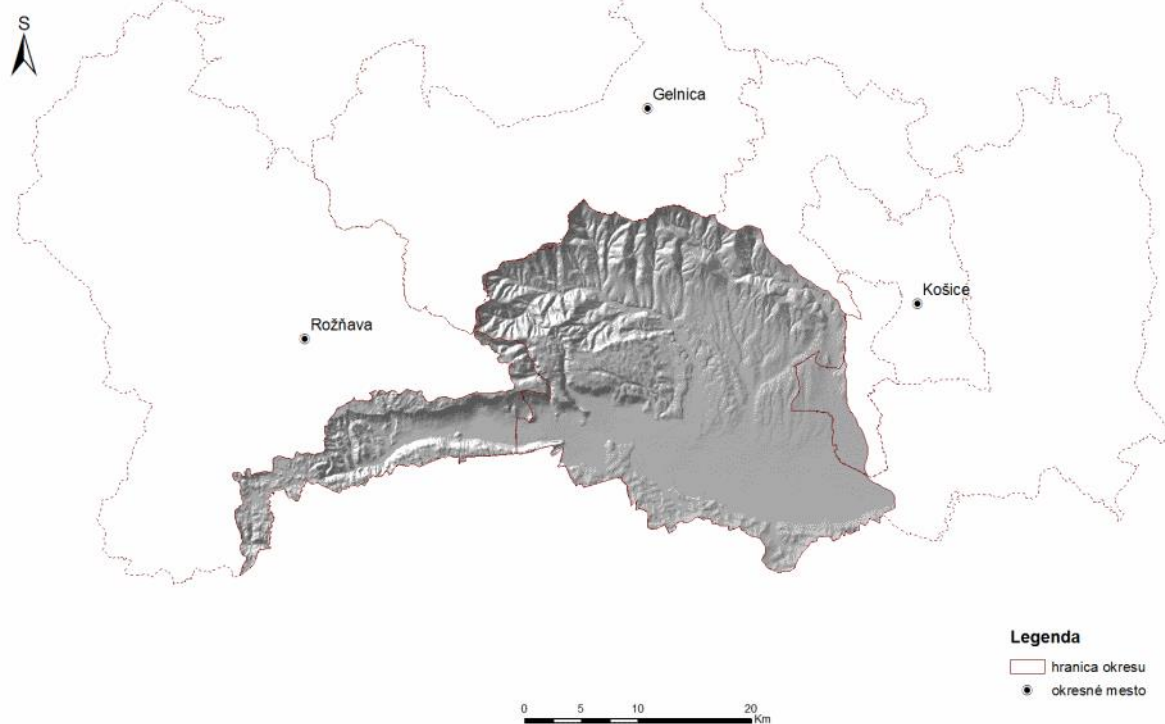 S
Gelnica
Košice
Rožňava
Legenda
hranica okresu
okresné mesto
0 5 10 20
Km